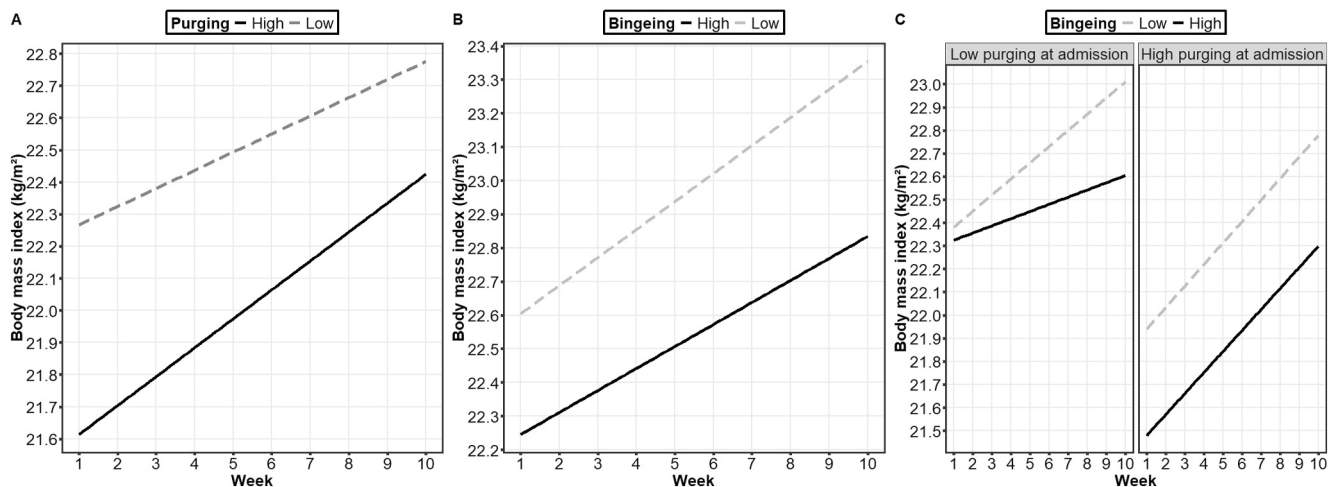 A
Purging High Low
Body mass index (kg/m²)
22.8
22.7
22.6
22.5
22.4
22.3
22.2
22.1
22.0
21.9
21.8
21.7
21.6
1 2 3 4 5 6 7 8 9 10
Week
B
Bingeing High Low
Body mass index (kg/m²)
23.4
23.3
23.2
23.1
23.0
22.9
22.8
22.7
22.6
22.5
22.4
22.3
22.2
1 2 3 4 5 6 7 8 9 10
Week
C
Bingeing Low High
Low purging at admission High purging at admission
Body mass index (kg/m²)
23.0
22.9
22.8
22.7
22.6
22.5
22.4
22.3
22.2
22.1
22.0
21.9
21.8
21.7
21.6
21.5
1 2 3 4 5 6 7 8 9 10 1 2 3 4 5 6 7 8 9 10
Week